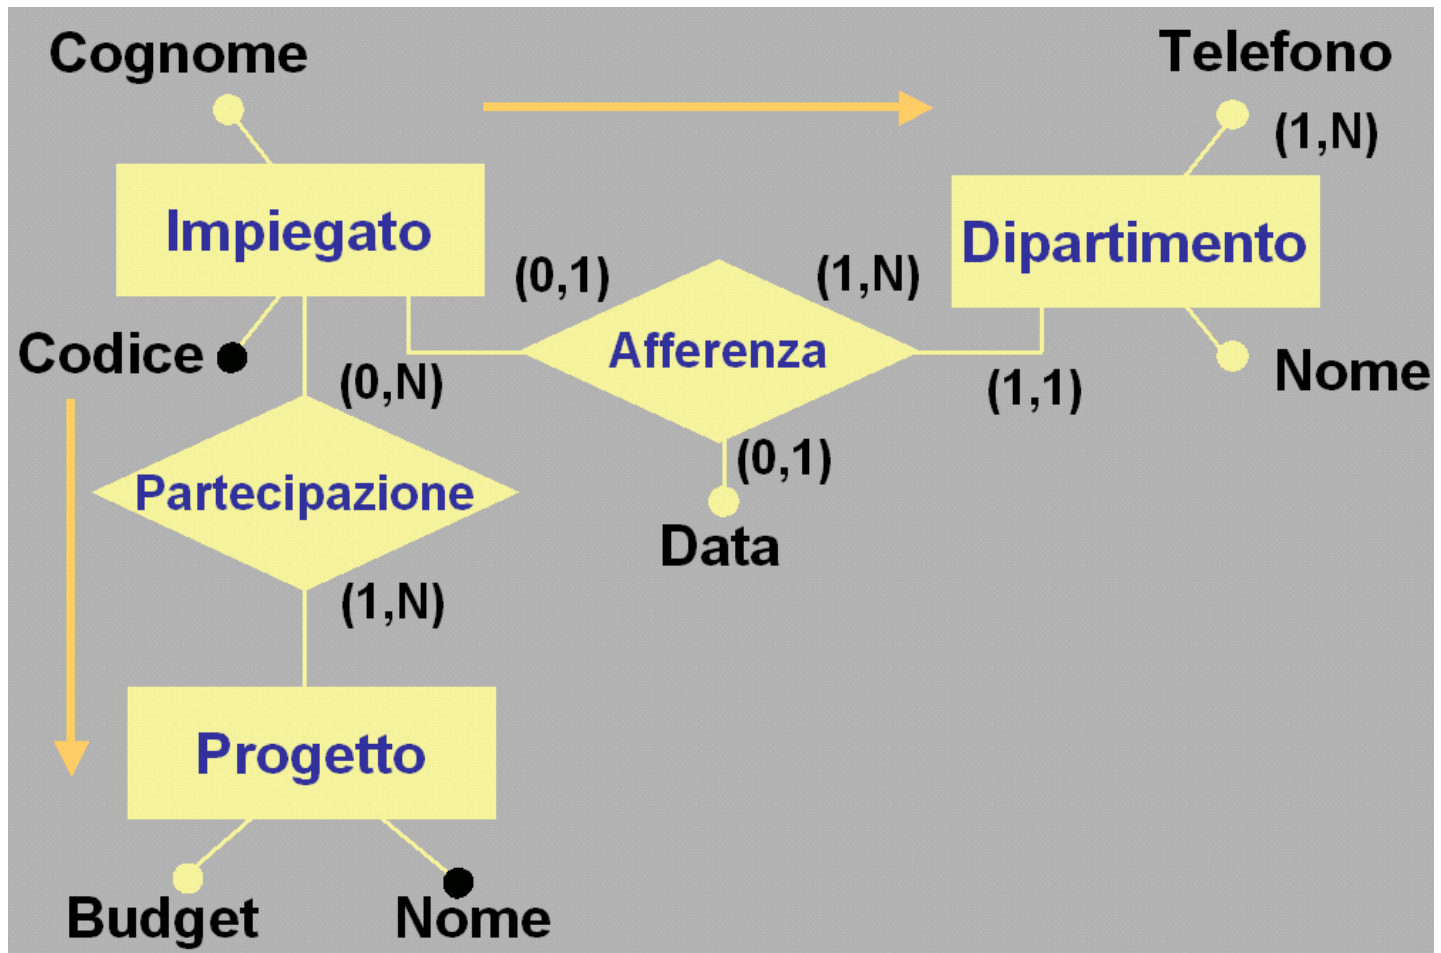 Cognome
Telefono
(1,N)
Impiegato
Dipartimento
(0,1)
(1,N)
Afferenza
Codice
(0,N)
(1,1)
Nome
(0,1)
Partecipazione
Data
(1,N)
Progetto
Budget
Nome